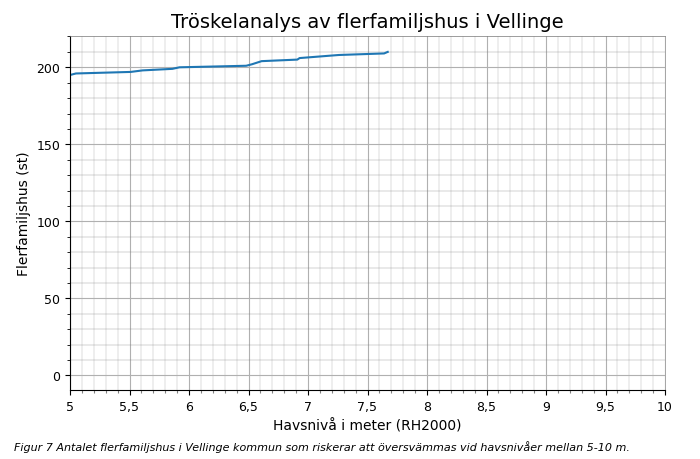 Tröskelanalys av flerfamiljshus i Vellinge
200
150
100
50
0
Flerfamiljshus (st)
5 5,5 6 6,5 7 7,5 8 8,5 9 9,5 10
Havsnivå i meter (RH2000)
Figur 7 Antalet flerfamiljshus i Vellinge kommun som riskerar att översvämmas vid havsnivåer mellan 5-10 m.